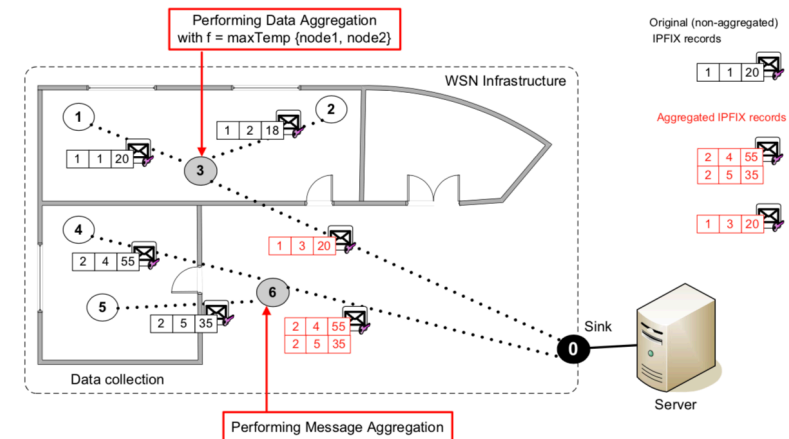 Performing Data Aggregation
with f = maxTemp {node1, node2}
Original (non-aggregated)
IPFIX records
1 1 20
Aggregated IPFIX records
2 4 55
2 5 35
1 3 20
WSN Infrastructure
1
2
1 2 18
1 1 20
3
4
2 4 55
1 3 20
5
6
2 5 35
2 4 55
2 5 35
0
Sink
Server
Data collection
Performing Message Aggregation